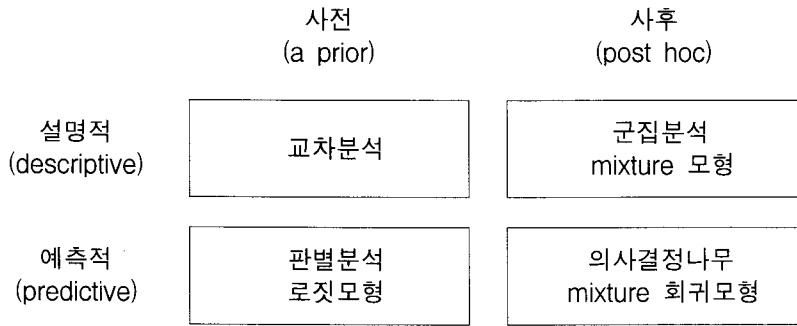 사전 사후
(a prior) (post hoc)
설명적
(descriptive)
교차분석
군집분석
mixture 모형
예측적
(predictive)
판별분석
로짓모형
의사결정나무
mixture 회귀모형